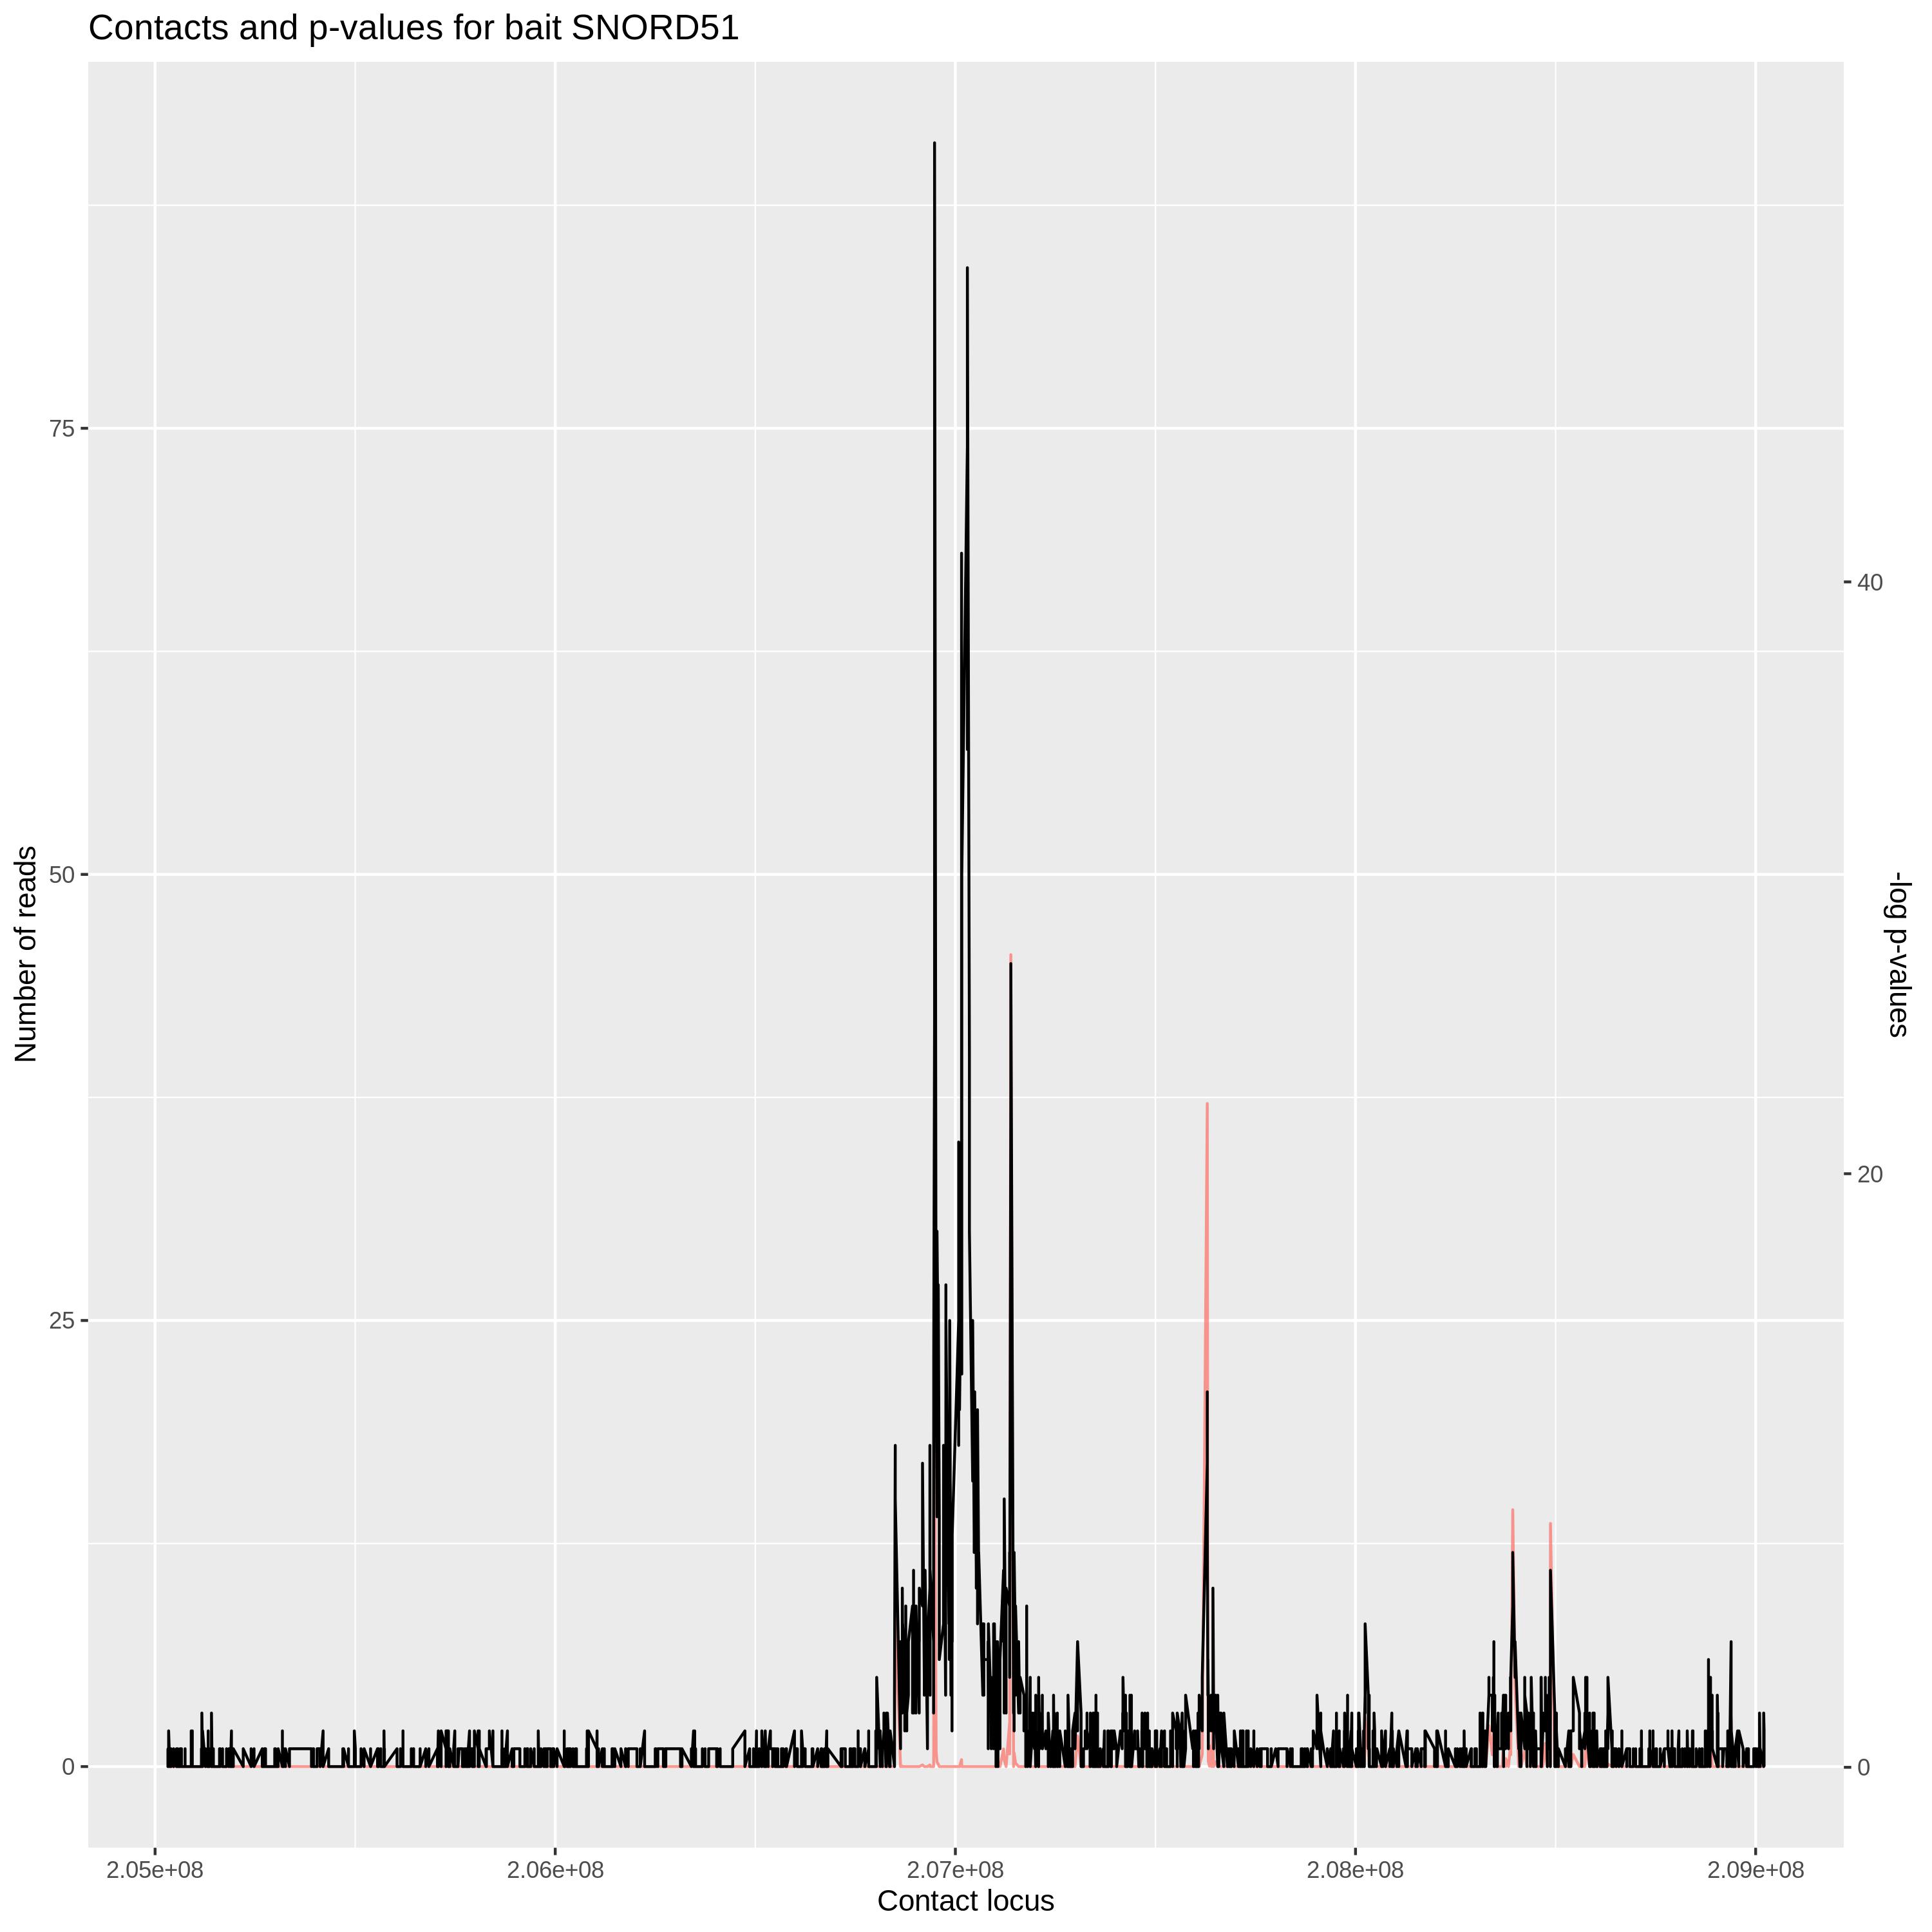 Contacts and p-values for bait SNORD51
75
50
25
0
Number of reads
40
20
0
-log p-values
2.05e+08 2.06e+08 2.07e+08 2.08e+08 2.09e+08
Contact locus